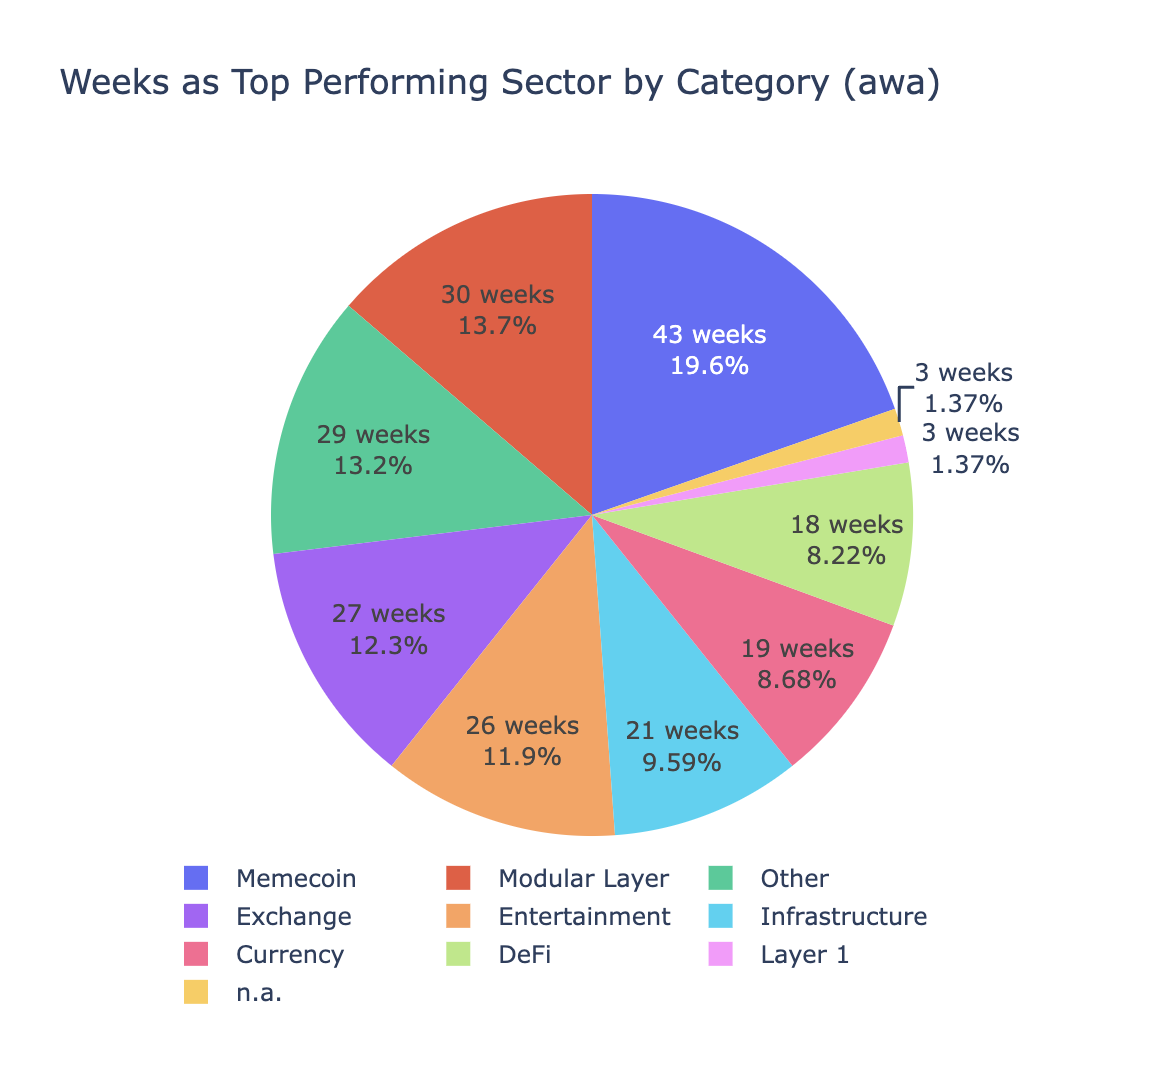 Weeks as Top Performing Sector by Category (awa)
30 weeks
13.7%
43 weeks
19.6%
3 weeks
1.37%
3 weeks
1.37%
29 weeks
13.2%
18 weeks
8.22%
27 weeks
12.3%
19 weeks
8.68%
26 weeks
11.9%
21 weeks
9.59%
Memecoin
Modular Layer
Other
Exchange
Entertainment
Infrastructure
Currency
DeFi
Layer 1
n.a.